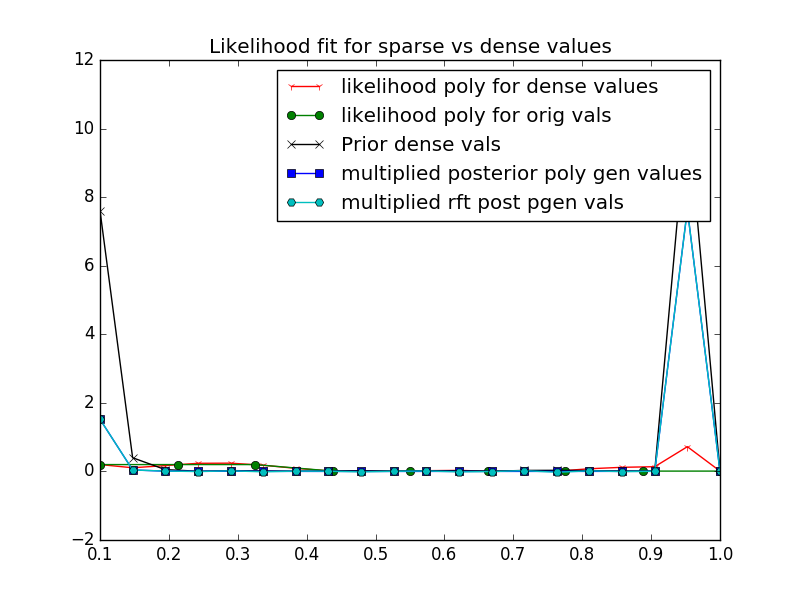 Likelihood fit for sparse vs dense values
12
likelihood poly for dense values
likelihood poly for orig vals
Prior dense vals
multiplied posterior poly gen values
multiplied rft post pgen vals
10
8
6
4
2
0
−2
0.1 0.2 0.3 0.4 0.5 0.6 0.7 0.8 0.9 1.0